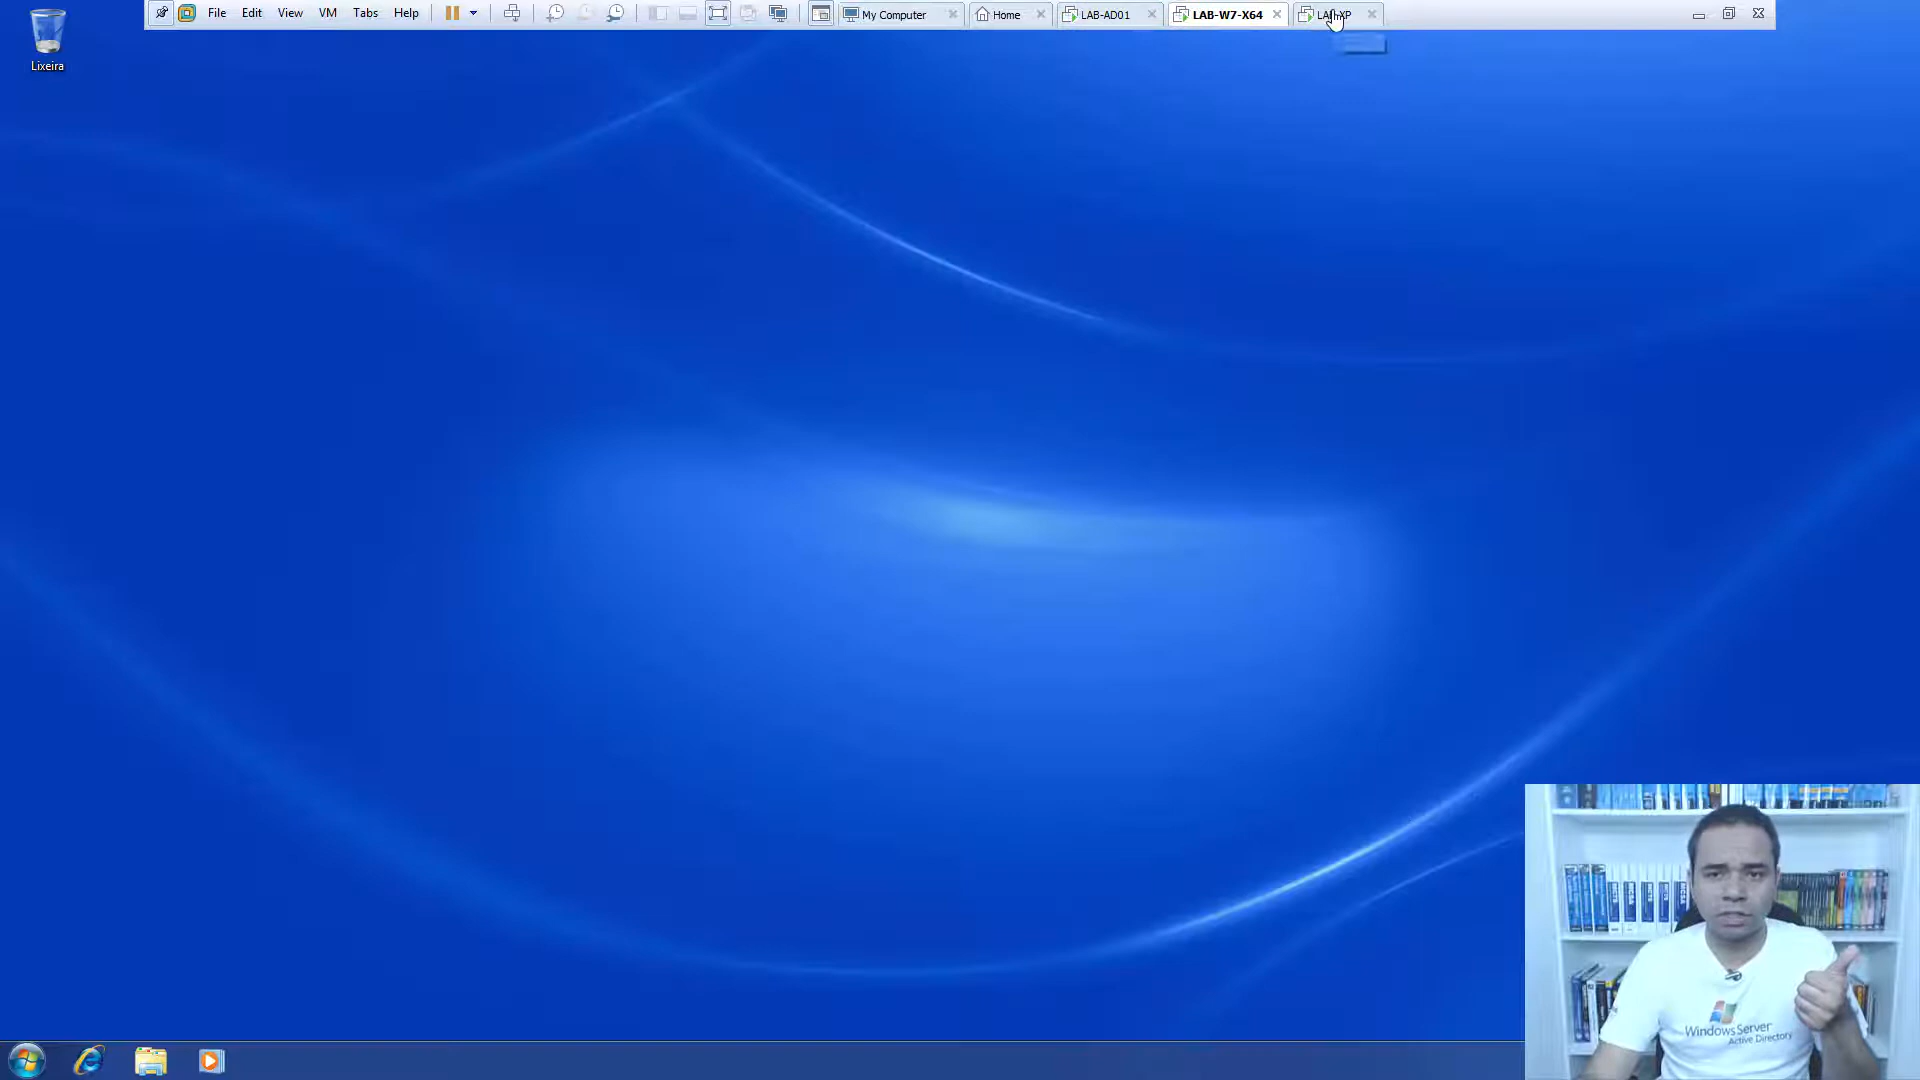 File Edit View VM Tabs Help My Computer Home LAB-AD01 LAB-W7-X64
Lixeira
Windows Server
Active Directory